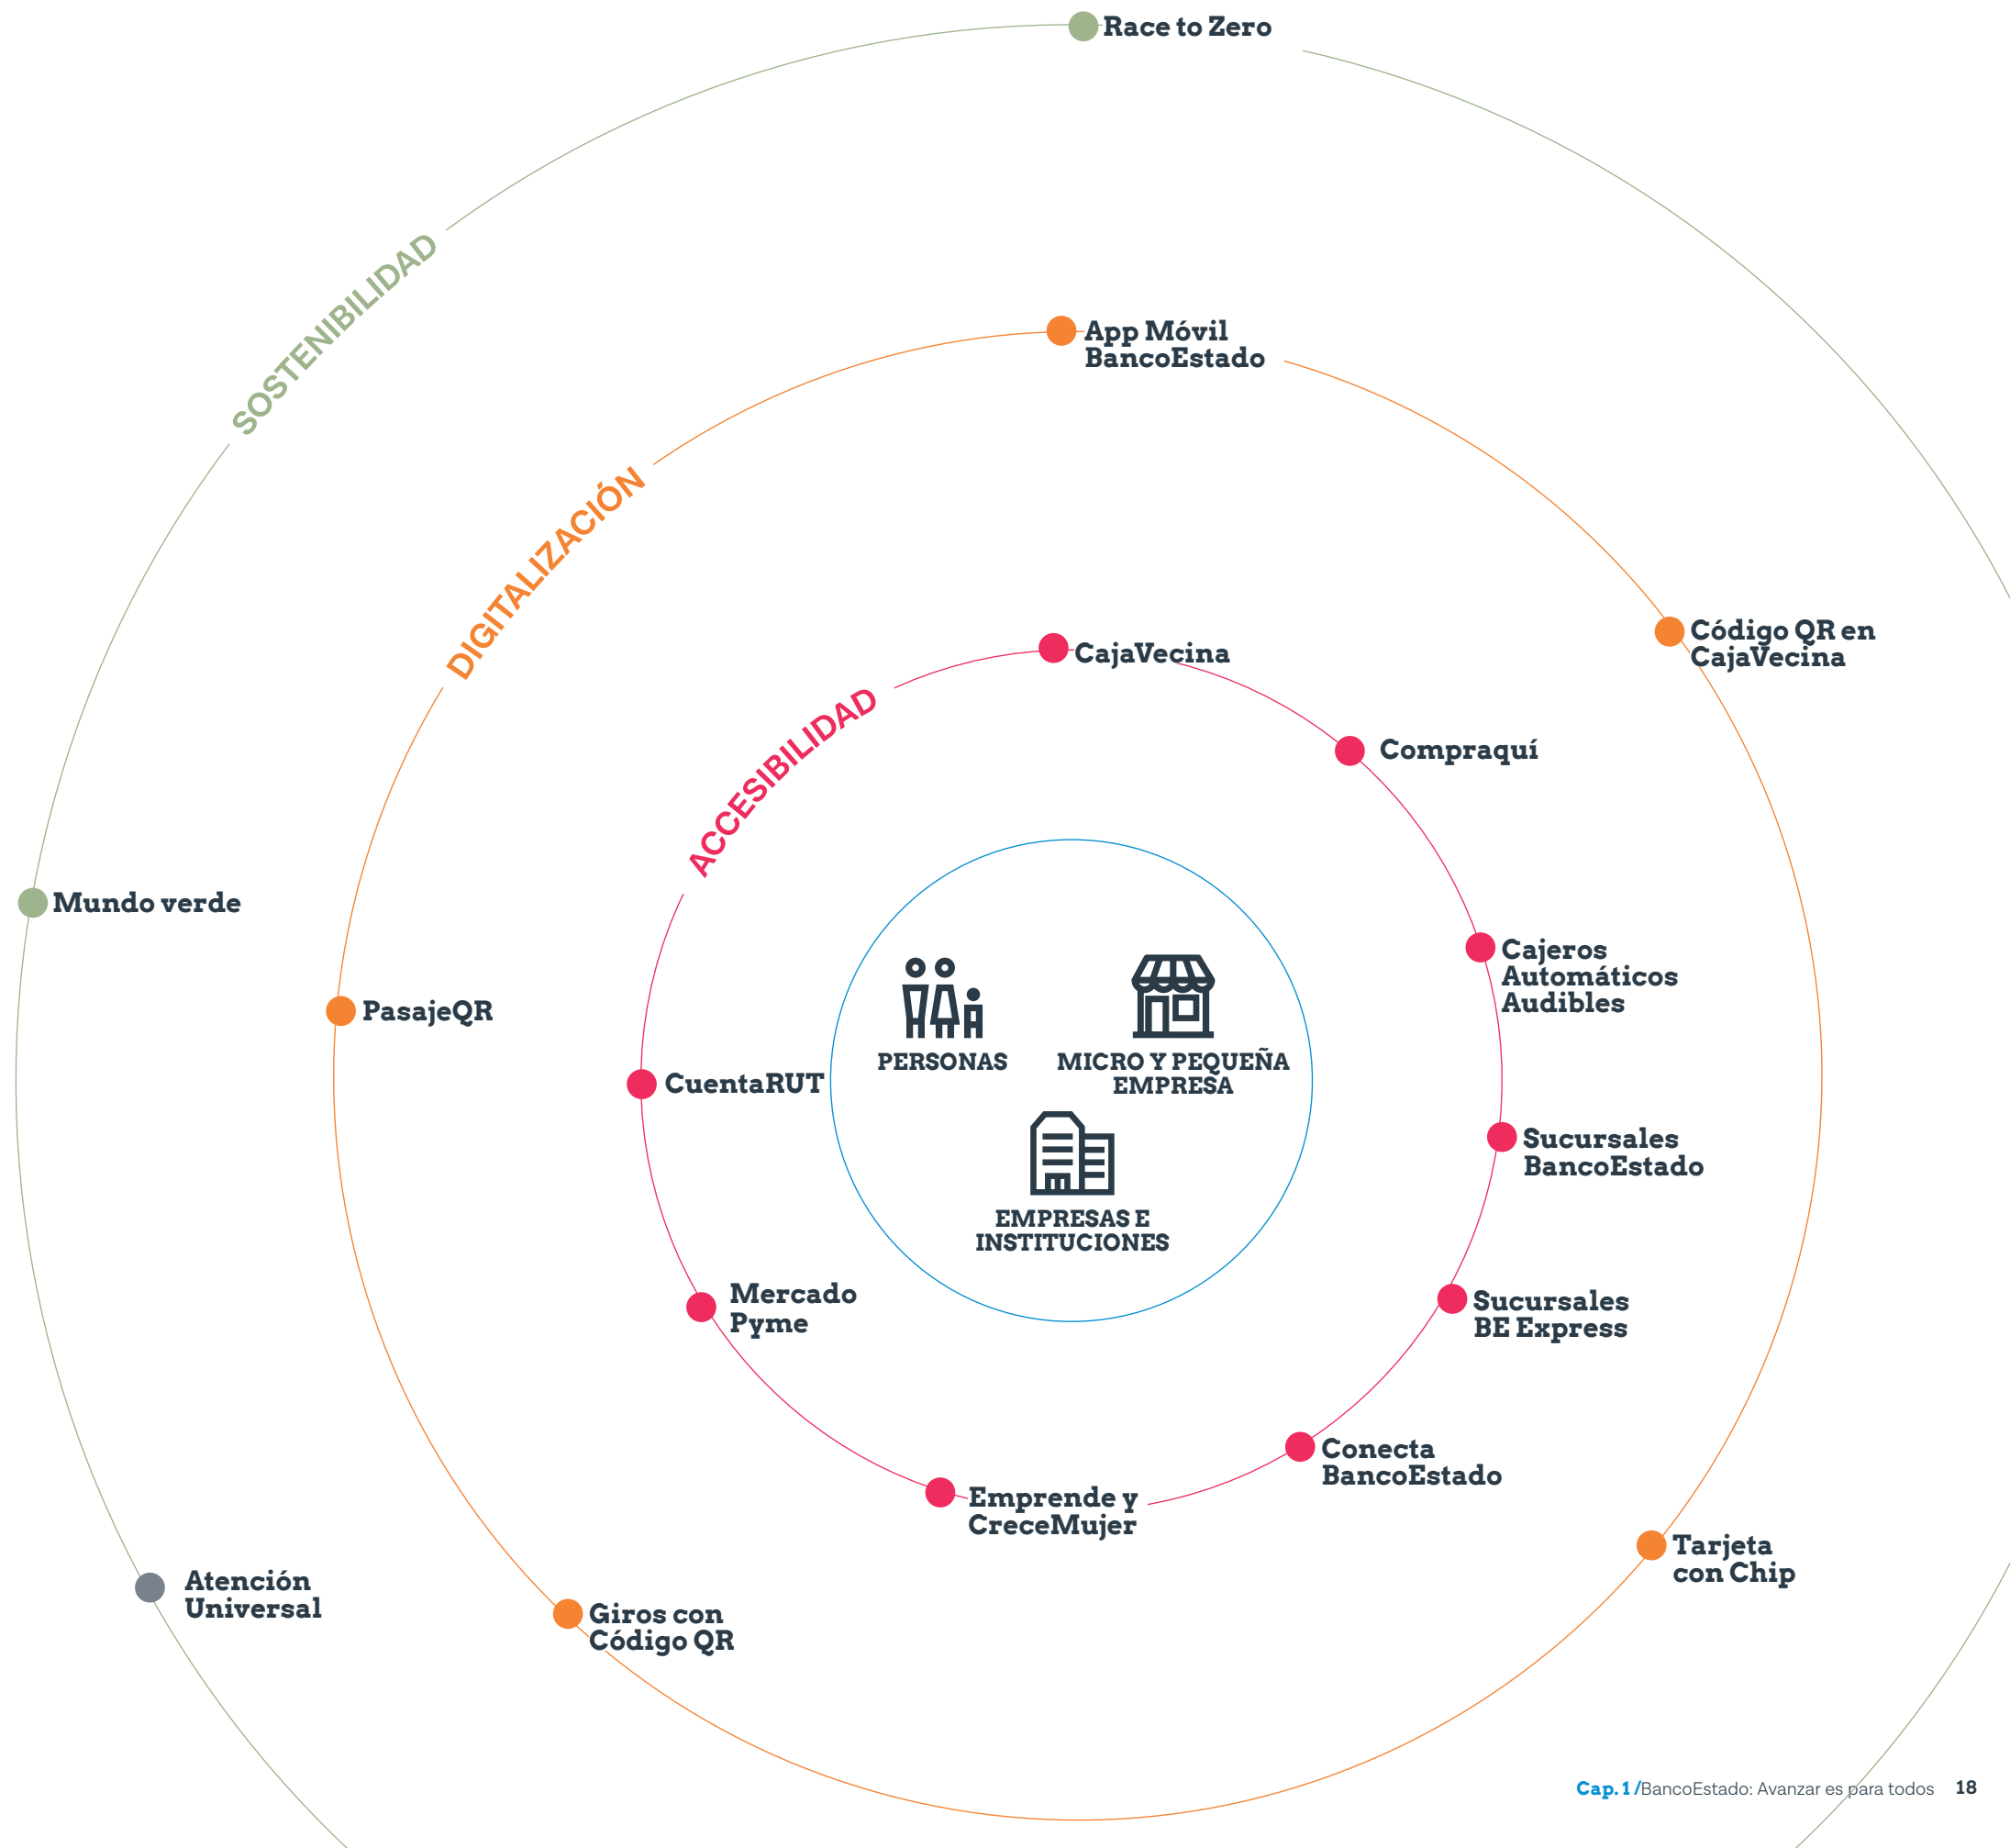 Race to Zero
SOSTENIBILIDAD
App Móvil
BancoEstado
DIGITALIZACIÓN
Código QR en
CajaVecina
CajaVecina
ACCESIBILIDAD
Compraquí
Mundo verde
Cajeros
Automáticos
Audibles
PasajeQR
PERSONAS
MICRO Y PEQUEÑA
EMPRESA
CuentaRUT
Sucursales
BancoEstado
EMPRESAS E
INSTITUCIONES
Mercado
Pyme
Sucursales
BE Express
Conecta
BancoEstado
Emprende y
CreceMujer
Tarjeta
con Chip
Atención
Universal
Giros con
Código QR
Cap. 1 /BancoEstado: Avanzar es para todos 18